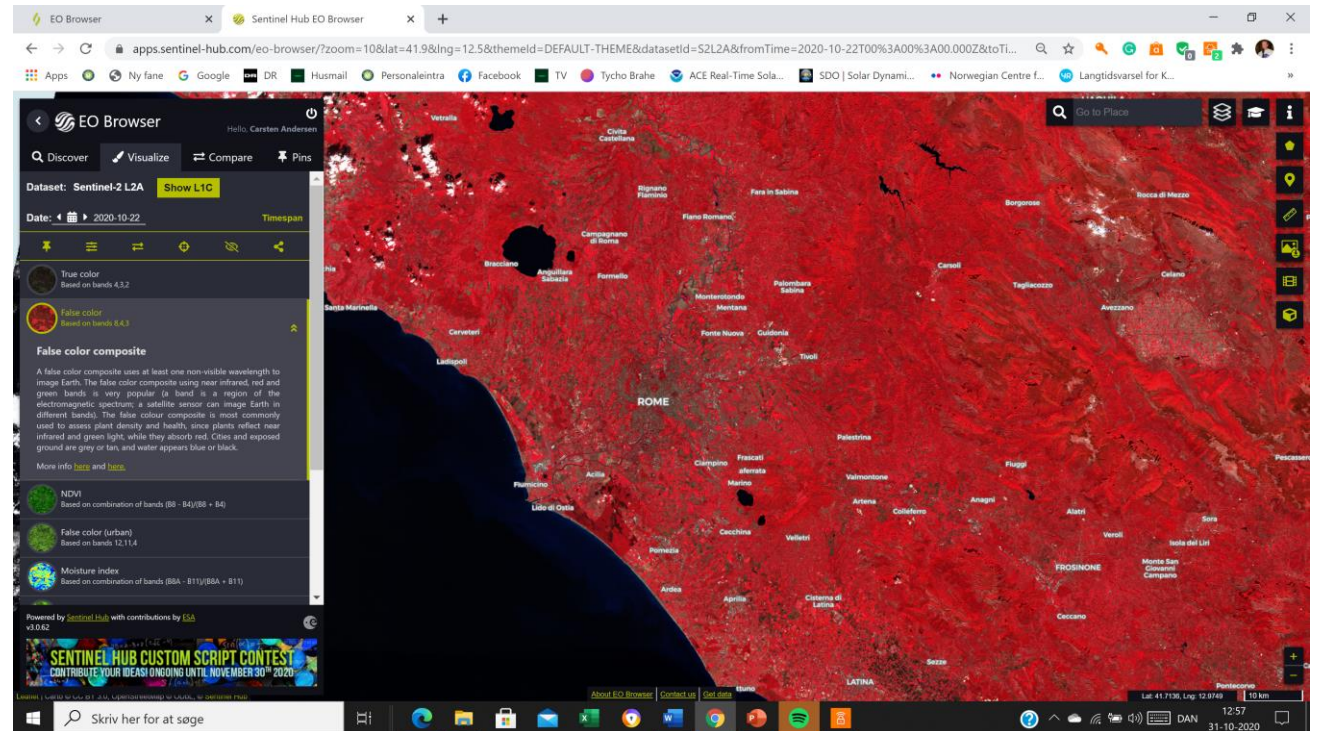 EO Browser
Sentinel Hub EO Browser
apps.sentinel-hub.com/eo-browser/?zoom=10&lat=41.9&lng=12.5&themeId=DEFAULT-THEME&datasetId=S2L2A&fromTime=2020-10-22T00%3A00%3A00.000Z&toTi...
Apps
Ny fane
Google
DR
Husmail
Personaleintra
Facebook
TV
Tycho Brahe
ACE Real-Time Sola...
SDO | Solar Dynami...
Norwegian Centre f...
Langtidsvarsel for K...
EO Browser
Hello, Carsten Andersen
Discover
Visualize
Compare
Pins
Dataset: Sentinel-2 L2A
Show L1C
Date:
2020-10-22
Timespan
True color
Based on bands 4,3,2
False color
Based on bands 8,4,3
False color composite
A false color composite uses at least one non-visible wavelength to
image Earth. The false color composite using near infrared, red and
green bands is very popular (a band is a region of the
electromagnetic spectrum; a satellite sensor can image Earth in
different bands). The false colour composite is most commonly
used to assess plant density and health, since plants reflect near
infrared and green light, while they absorb red. Cities and exposed
ground are grey or tan, and water appears blue or black.
More info here and here.
NDVI
Based on combination of bands (B8 - B4)/(B8 + B4)
False color (urban)
Based on bands 12,11,4
Moisture index
Based on combination of bands (B8A - B11)/(B8A + B11)
Powered by Sentinel Hub with contributions by ESA
v3.0.62
SENTINEL HUB CUSTOM SCRIPT CONTEST
CONTRIBUTE YOUR IDEAS! ONGOING UNTIL NOVEMBER 30TH 2020
Go to Place
Vetralla
Civita
Castellana
Rignano
Flaminio
Fara in Sabina
Borgorose
Rocca di Mezzo
Fiano Romano
Campagnano
di Roma
Bracciano
Anguillara
Sabazia
Formello
Carsoli
Celano
Palombara
Sabina
Tagliacozzo
Monterotondo
Mentana
Avezzano
Santa Marinella
Cerveteri
Fonte Nuova
Guidonia
Ladispoli
Tivoli
ROME
Palestrina
Ciampino
Frascati
aferrata
Marino
Fiuggi
Pescasser
Acilia
Fiumicino
Valmontone
Lido di Ostia
Artena
Colleferro
Anagni
Alatri
Sora
Cecchina
Velletri
Veroli
Isola del Liri
Pomezia
FROSINONE
Monte San
Giovanni
Campano
Ardea
Aprilia
Cisterna di
Latina
Ceccano
Sezze
LATINA
Pontecorvo
About EO Browser
Contact us
Get data
ttuno
Lat: 41.7136, Lng: 12.9749
10 km
Skriv her for at søge
DAN
12:57
31-10-2020